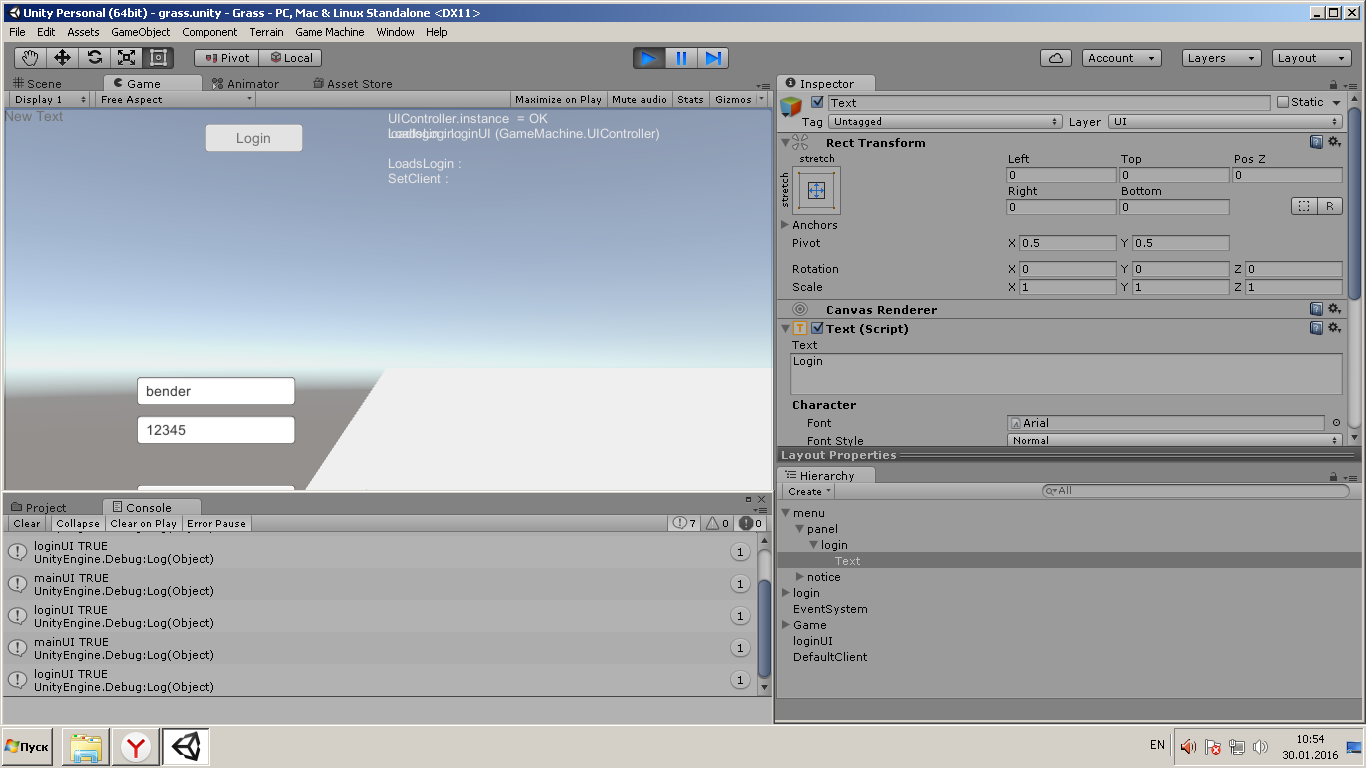 Unity Personal (64bit) - grass.unity - Grass - PC, Mac & Linux Standalone <DX11>
File Edit Assets GameObject Component Terrain Game Machine Window Help
Pivot Local Account Layers Layout
Scene Game Animator Asset Store
Display 1 Free Aspect Maximize on Play Mute audio Stats Gizmos
New Text
Login
UIController.instance = OK
loginUI (GameMachine.UIController)
LoadsLogin :
SetClient :
bender
12345
Project Console
Clear Collapse Clear on Play Error Pause 7 0 0
loginUI TRUE
UnityEngine.Debug:Log(Object) 1
mainUI TRUE
UnityEngine.Debug:Log(Object) 1
loginUI TRUE
UnityEngine.Debug:Log(Object) 1
mainUI TRUE
UnityEngine.Debug:Log(Object) 1
loginUI TRUE
UnityEngine.Debug:Log(Object) 1
Inspector
Text Static
Tag Untagged Layer UI
Rect Transform
stretch
stretch
Left Top Pos Z
0 0 0
Right Bottom
0 0 R
Anchors
Pivot X 0.5 Y 0.5
Rotation X 0 Y 0 Z 0
Scale X 1 Y 1 Z 1
Canvas Renderer
T Text (Script)
Text
Login
Character
Font Arial
Font Style Normal
Layout Properties
Hierarchy
Create All
menu
panel
login
Text
notice
login
EventSystem
Game
loginUI
DefaultClient
Пуск
EN
10:54
30.01.2016